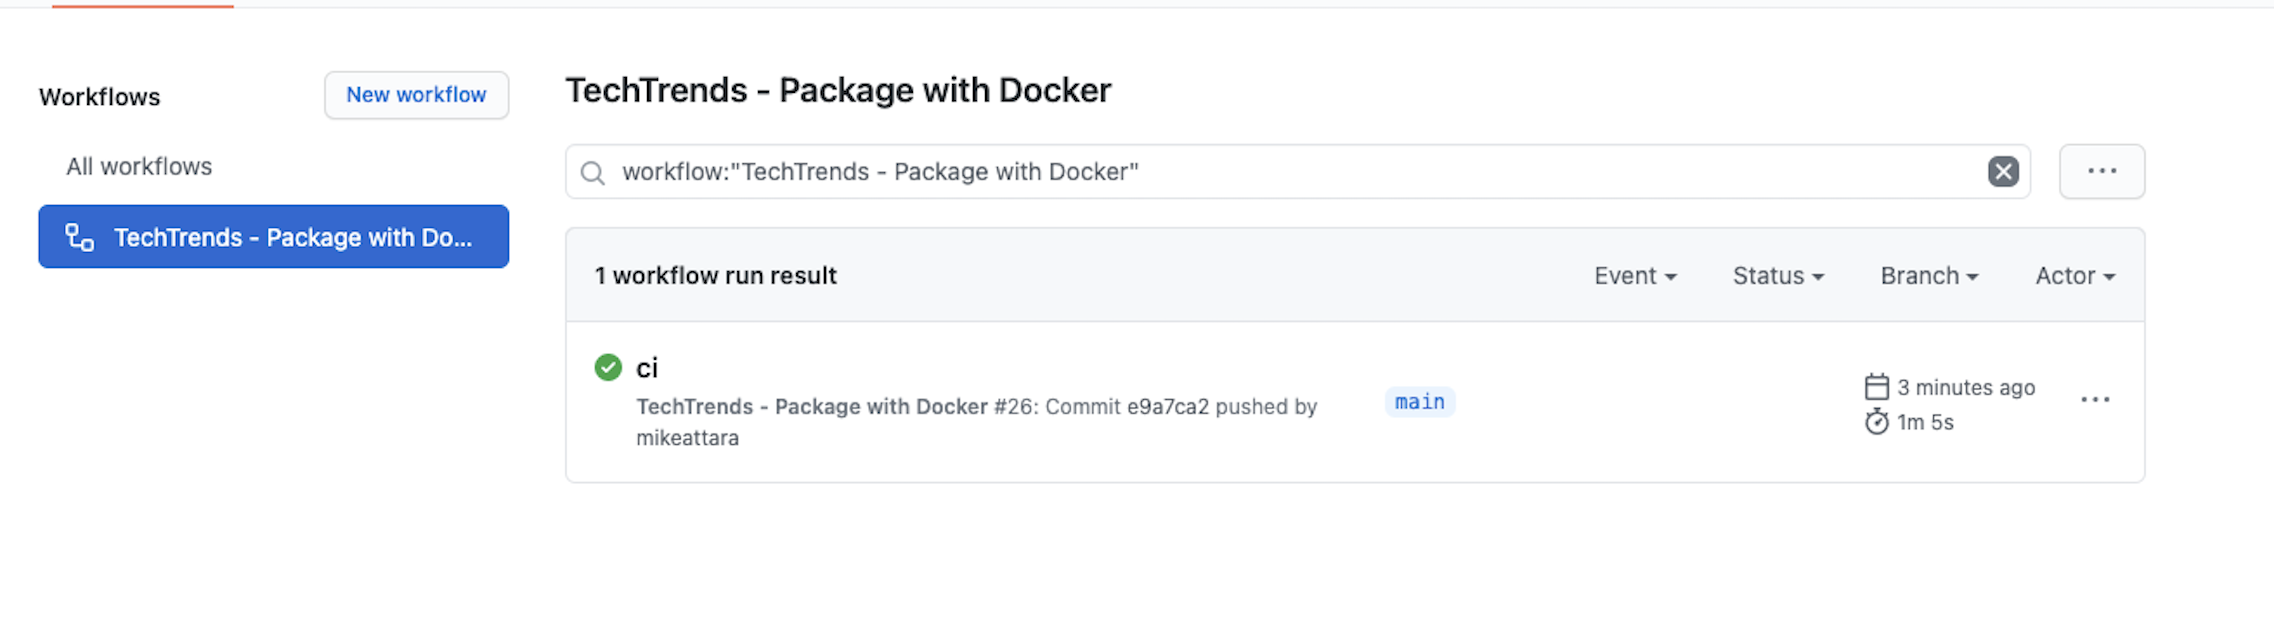 Workflows
New workflow
All workflows
TechTrends - Package with Do...
TechTrends - Package with Docker
workflow:"TechTrends - Package with Docker"
1 workflow run result
Event
Status
Branch
Actor
ci
TechTrends - Package with Docker #26: Commit e9a7ca2 pushed by
mikeattara
main
3 minutes ago
1m 5s